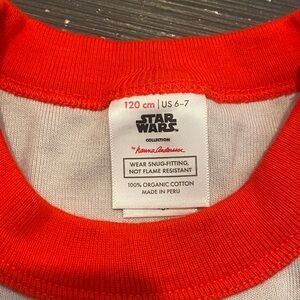 120 cm | US 6-7
STAR
WARS.
COLLECTION
by hanna Andersson
WEAR SNUG-FITTING,
NOT FLAME RESISTANT
100% ORGANIC COTTON
MADE IN PERU